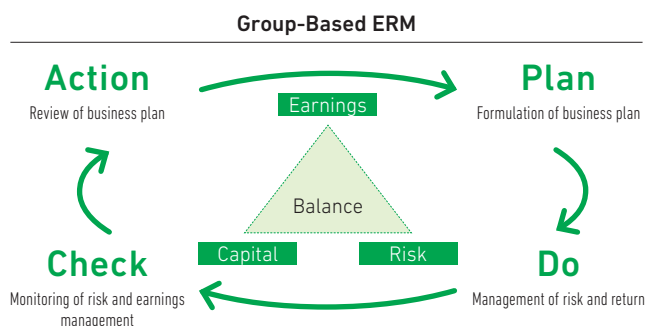 Group-Based ERM
Action
Review of business plan
Plan
Formulation of business plan
Earnings
Balance
Capital
Risk
Check
Monitoring of risk and earnings
management
Do
Management of risk and return